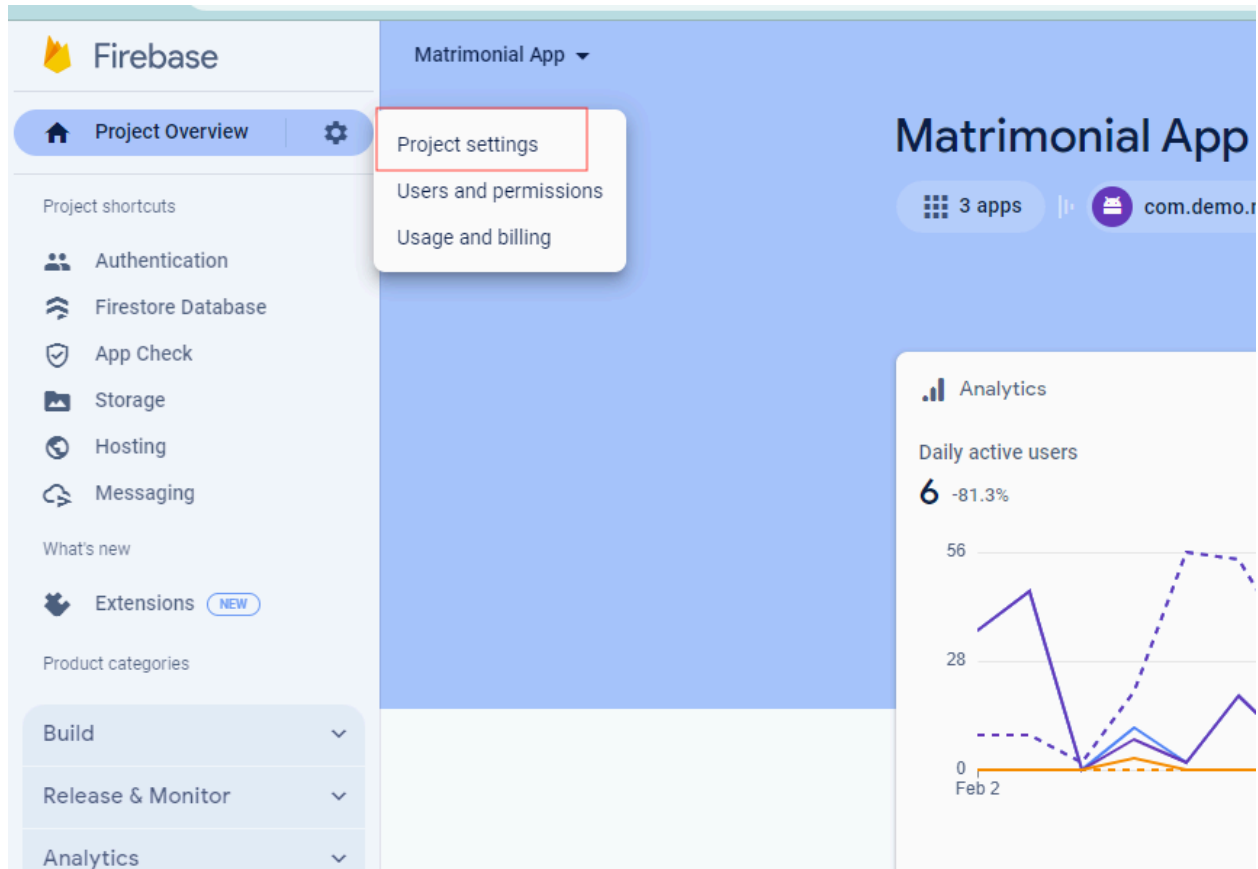 Firebase
Matrimonial App
Project Overview
Project settings
Users and permissions
Usage and billing
Project shortcuts
Authentication
Firestore Database
App Check
Storage
Hosting
Messaging
What's new
Extensions NEW
Product categories
Build
Release & Monitor
Analytics
Matrimonial App
3 apps
com.demo.
Analytics
Daily active users
6 -81.3%
56
28
0
Feb 2